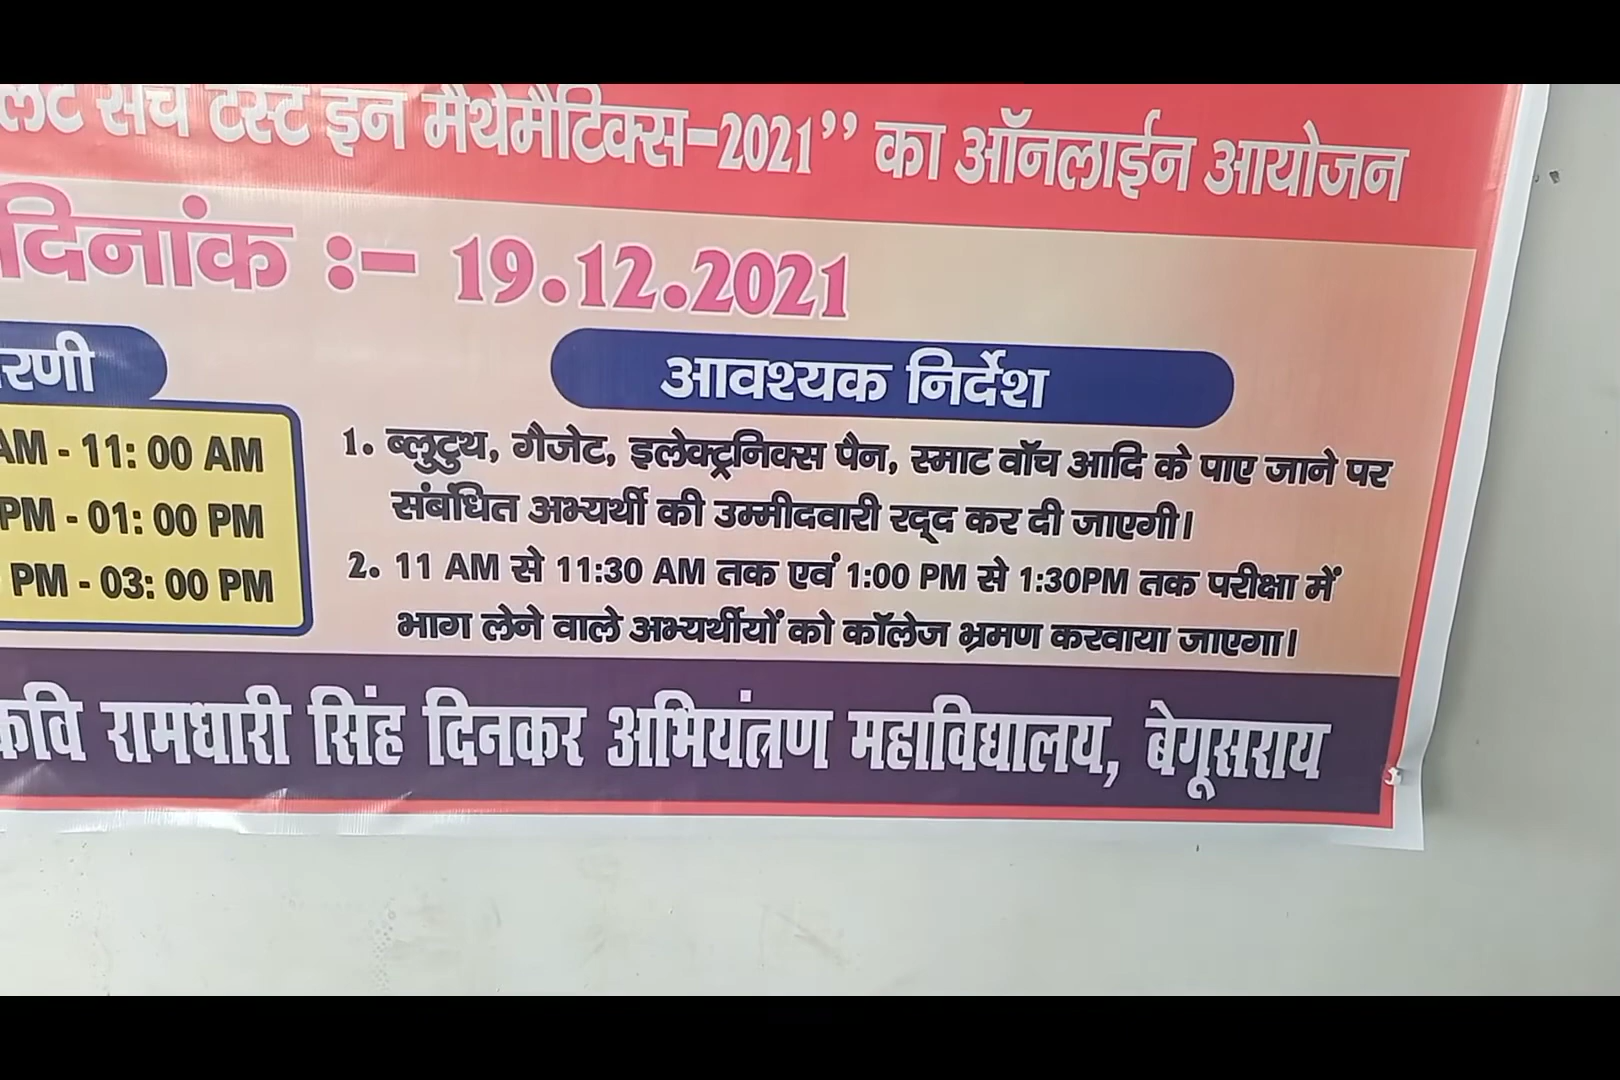 सर्च टेस्ट इन मैथेमैटिक्स-2021” का ऑनलाईन आयोजन
दिनांक :- 19.12.2021
रणी
आवश्यक निर्देश
AM - 11: 00 AM
PM - 01: 00 PM
PM - 03: 00 PM
1. ब्लुटुथ, गैजेट, इलेक्ट्रनिक्स पैन, स्माट वॉच आदि के पाए जाने पर
संबंधित अभ्यर्थी की उम्मीदवारी रद्द कर दी जाएगी।
2. 11 AM से 11:30 AM तक एवं 1:00 PM से 1:30PM तक परीक्षा में
भाग लेने वाले अभ्यर्थीयों को कॉलेज भ्रमण करवाया जाएगा।
कवि रामधारी सिंह दिनकर अभियंत्रण महाविद्यालय, बेगूसराय